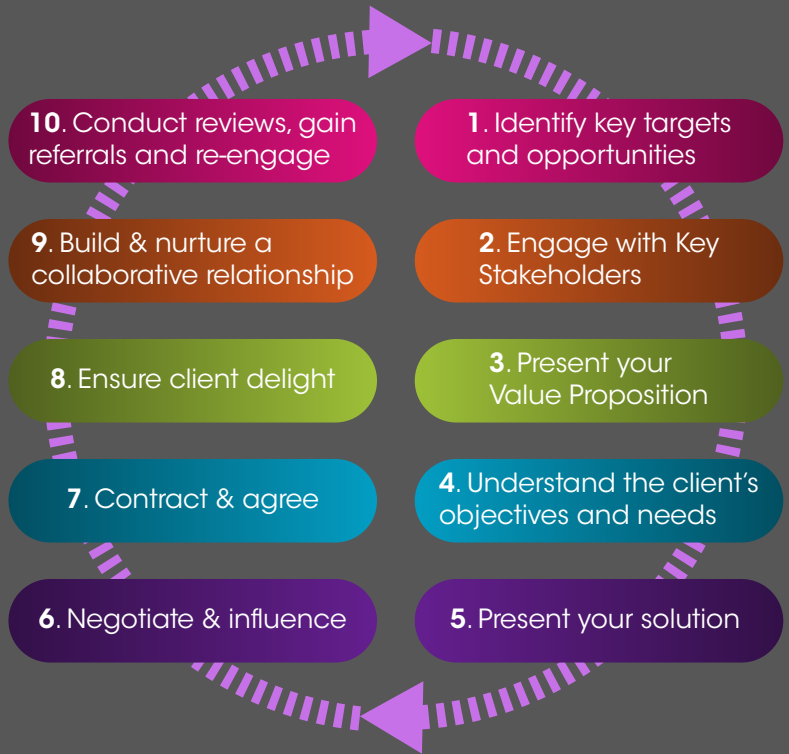 1. Identify key targets
and opportunities
2. Engage with Key
Stakeholders
3. Present your
Value Proposition
4. Understand the client’s
objectives and needs
5. Present your solution
6. Negotiate & influence
7. Contract & agree
8. Ensure client delight
9. Build & nurture a
collaborative relationship
10. Conduct reviews, gain
referrals and re-engage